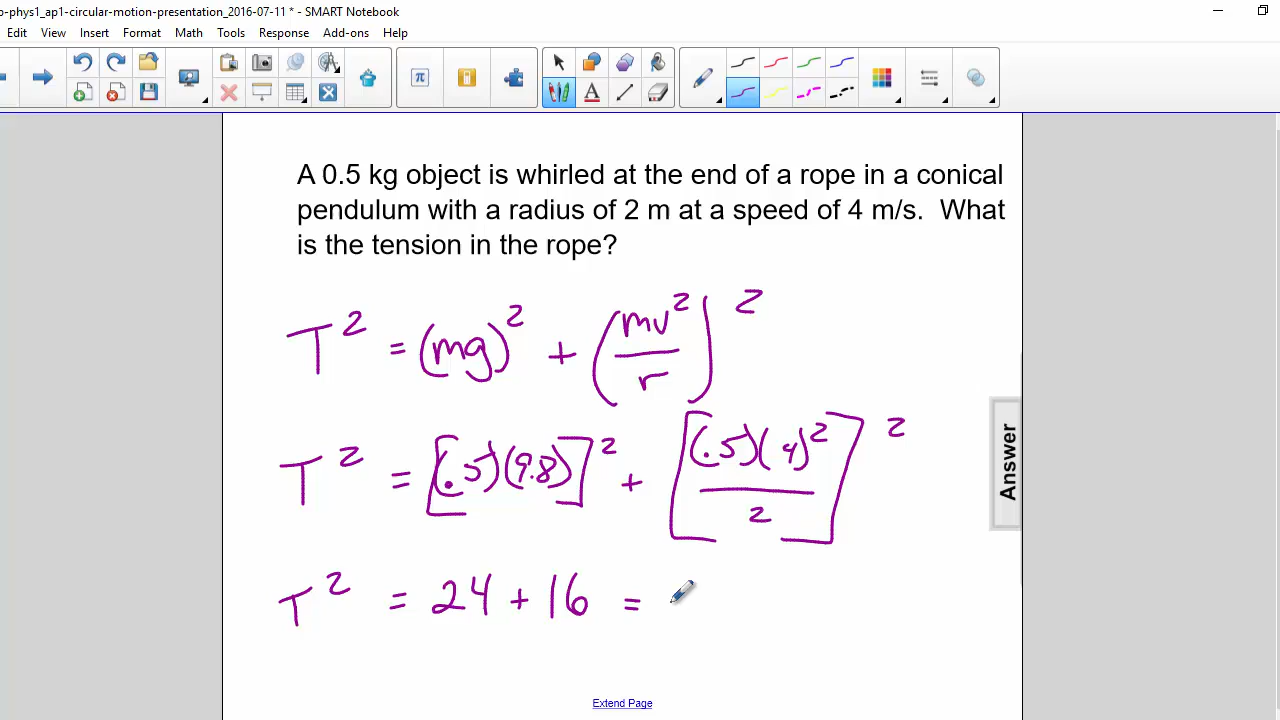 o-phys1_ap1-circular-motion-presentation_2016-07-11 * - SMART Notebook
Edit View Insert Format Math Tools Response Add-ons Help
A 0.5 kg object is whirled at the end of a rope in a conical
pendulum with a radius of 2 m at a speed of 4 m/s. What
is the tension in the rope?
T² = (mg)² + (mv²/r)²
T² = [(.5)(9.8)]² + [(.5)(4)²/2]²
T² = 24 + 16 =
Answer
Extend Page